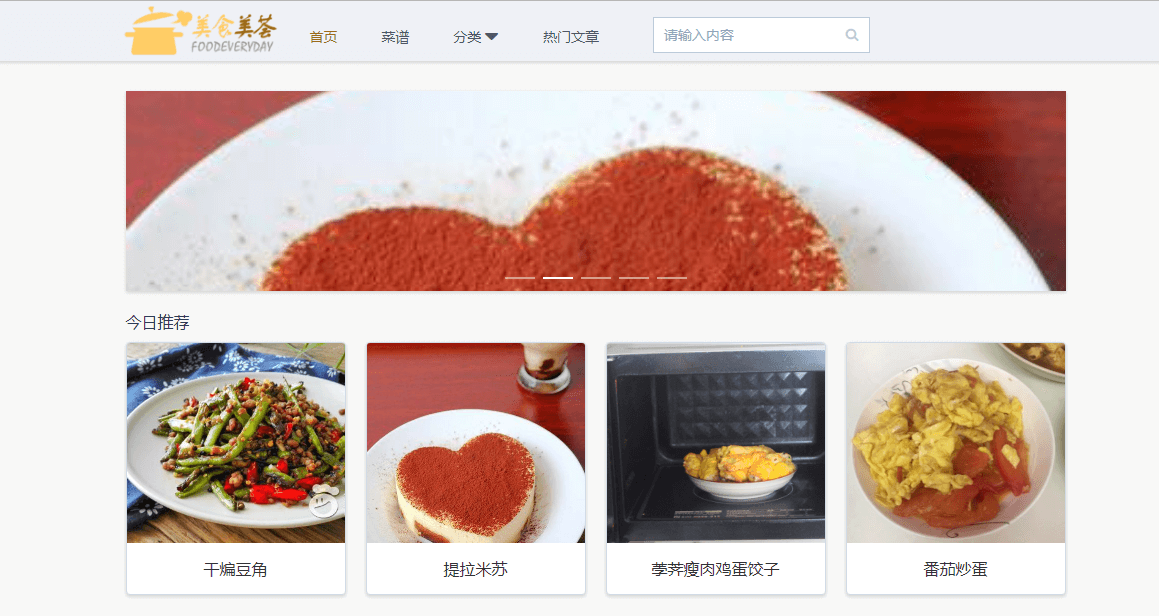 美食美荟
FOODEVERYDAY
首页
菜谱
分类
热门文章
请输入内容
今日推荐
干煸豆角
提拉米苏
荸荠瘦肉鸡蛋饺子
番茄炒蛋